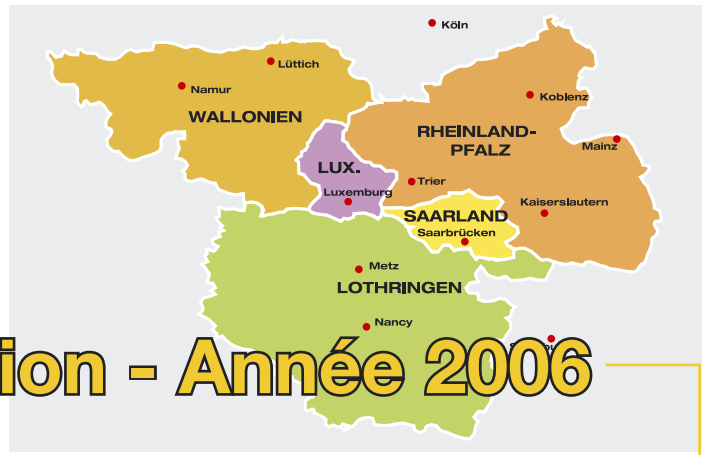 Köln
Lüttich
Namur
Koblenz
WALLONIEN
RHEINLAND-
PFALZ
Mainz
LUX.
Trier
Luxemburg
Kaiserslautern
SAARLAND
Saarbrücken
Metz
LOTHRINGEN
Nancy
ion - Année 2006